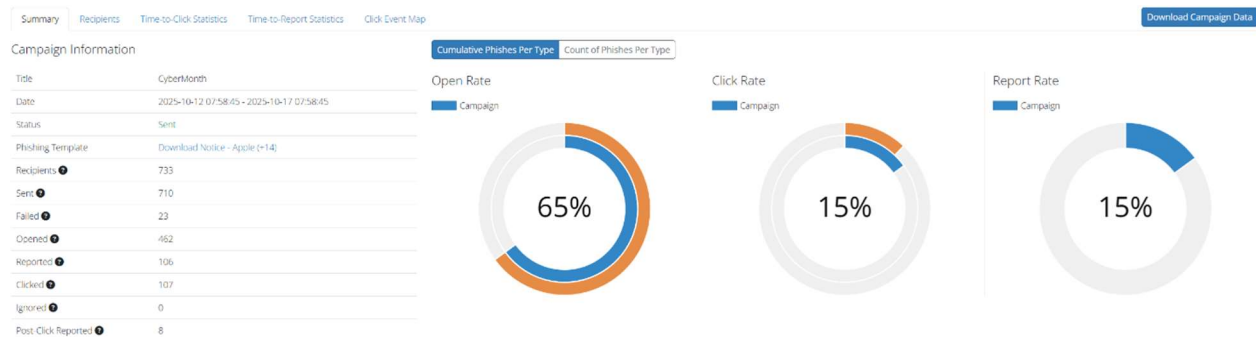 Summary Recipients Time-to-Click Statistics Time-to-Report Statistics Click Event Map Download Campaign Data
Campaign Information
Title CyberMonth
Date 2025-10-12 07:58:45 - 2025-10-17 07:58:45
Status Sent
Phishing Template Download Notice - Apple (+14)
Recipients ? 733
Sent ? 710
Failed ? 23
Opened ? 462
Reported ? 106
Clicked ? 107
Ignored ? 0
Post-Click Reported ? 8
Cumulative Phishes Per Type Count of Phishes Per Type
Open Rate
Campaign
65%
Click Rate
Campaign
15%
Report Rate
Campaign
15%